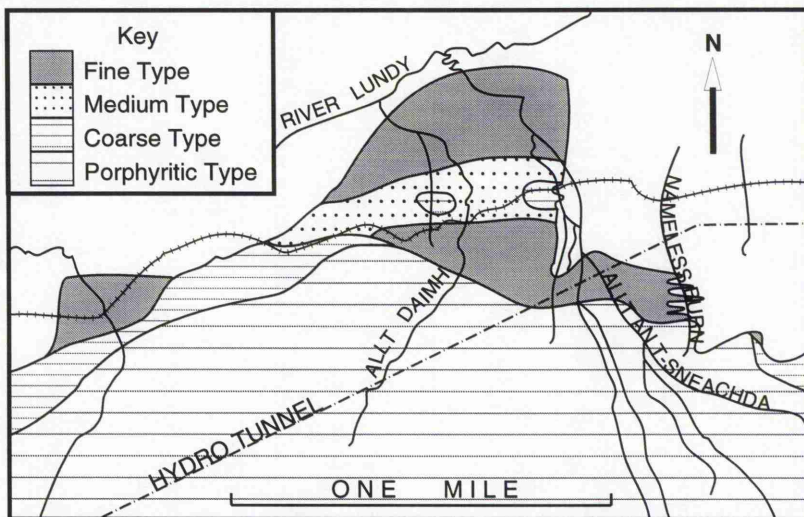 Key
Fine Type
Medium Type
Coarse Type
Porphyritic Type
RIVER LUNDY
N
NAMELESS BURN
ALLT DAIMH
ALLT AN T-SNEACHDA
HYDRO TUNNEL
ONE MILE